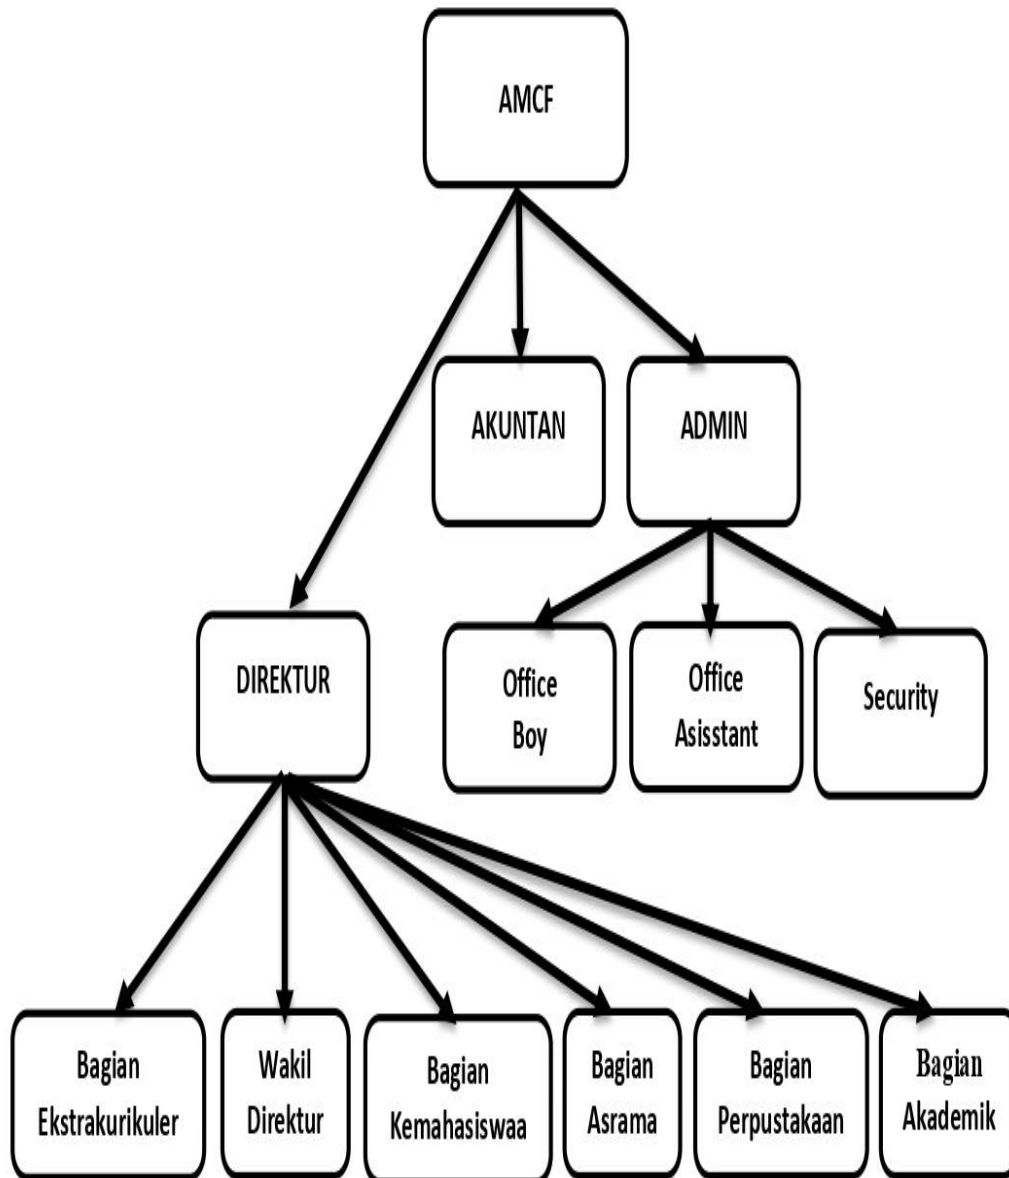 AMCF
AKUNTAN
ADMIN
DIREKTUR
Office
Boy
Office
Asisstant
Security
Bagian
Ekstrakurikuler
Wakil
Direktur
Bagian
Kemahasiswaa
Bagian
Asrama
Bagian
Perpustakaan
Bagian
Akademik